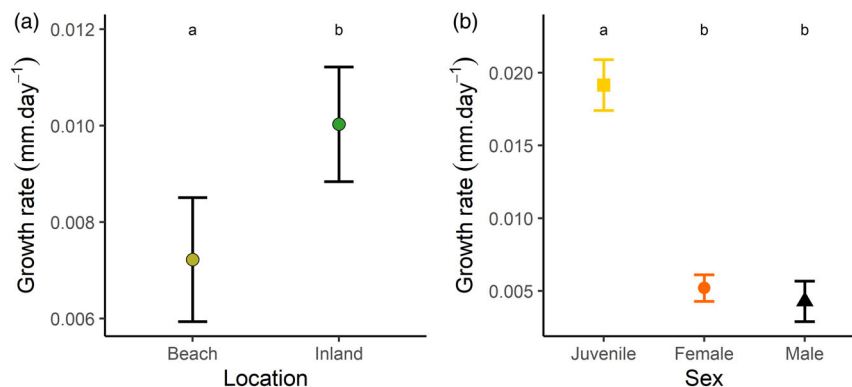 (a)
a b
0.012
0.010
0.008
0.006
Growth rate (mm.day⁻¹)
Beach Inland
Location
(b)
a b b
0.020
0.015
0.010
0.005
Growth rate (mm.day⁻¹)
Juvenile Female Male
Sex